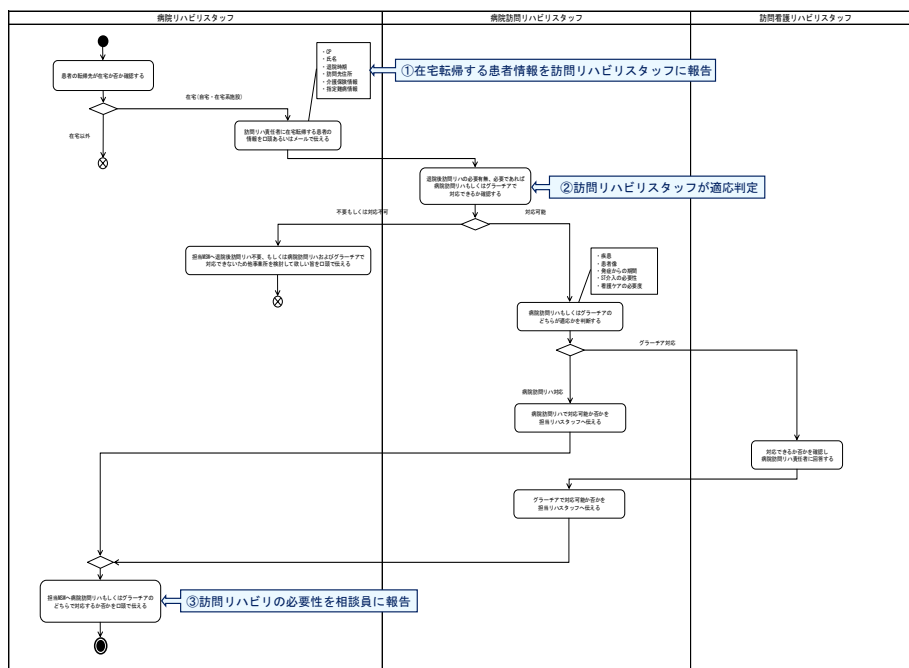 病院リハビリスタッフ
病院訪問リハビリスタッフ
訪問看護リハビリスタッフ
患者の転帰先が在宅か否か確認する
在宅(自宅・在宅系施設)
在宅以外
・CP
・氏名
・退院時期
・訪問先住所
・介護保険情報
・指定難病情報
①在宅転帰する患者情報を訪問リハビリスタッフに報告
訪問リハ責任者に在宅転帰する患者の
情報を口頭あるいはメールで伝える
退院後訪問リハの必要有無、必要であれば
病院訪問リハもしくはグラーチアで
対応できるか確認する
②訪問リハビリスタッフが適応判定
不要もしくは対応不可
対応可能
担当MSWへ退院後訪問リハ不要、もしくは病院訪問リハおよびグラーチアで
対応できないため他事業所を検討して欲しい旨を口頭で伝える
・疾患
・患者像
・発症からの期間
・ST介入の必要性
・看護ケアの必要度
病院訪問リハもしくはグラーチアの
どちらが適応かを判断する
グラーチア対応
病院訪問リハ対応
病院訪問リハで対応可能か否かを
担当リハスタッフへ伝える
対応できるか否かを確認し
病院訪問リハ責任者に回答する
グラーチアで対応可能か否かを
担当リハスタッフへ伝える
担当MSWへ病院訪問リハもしくはグラーチアの
どちらで対応するか否かを口頭で伝える
③訪問リハビリの必要性を相談員に報告